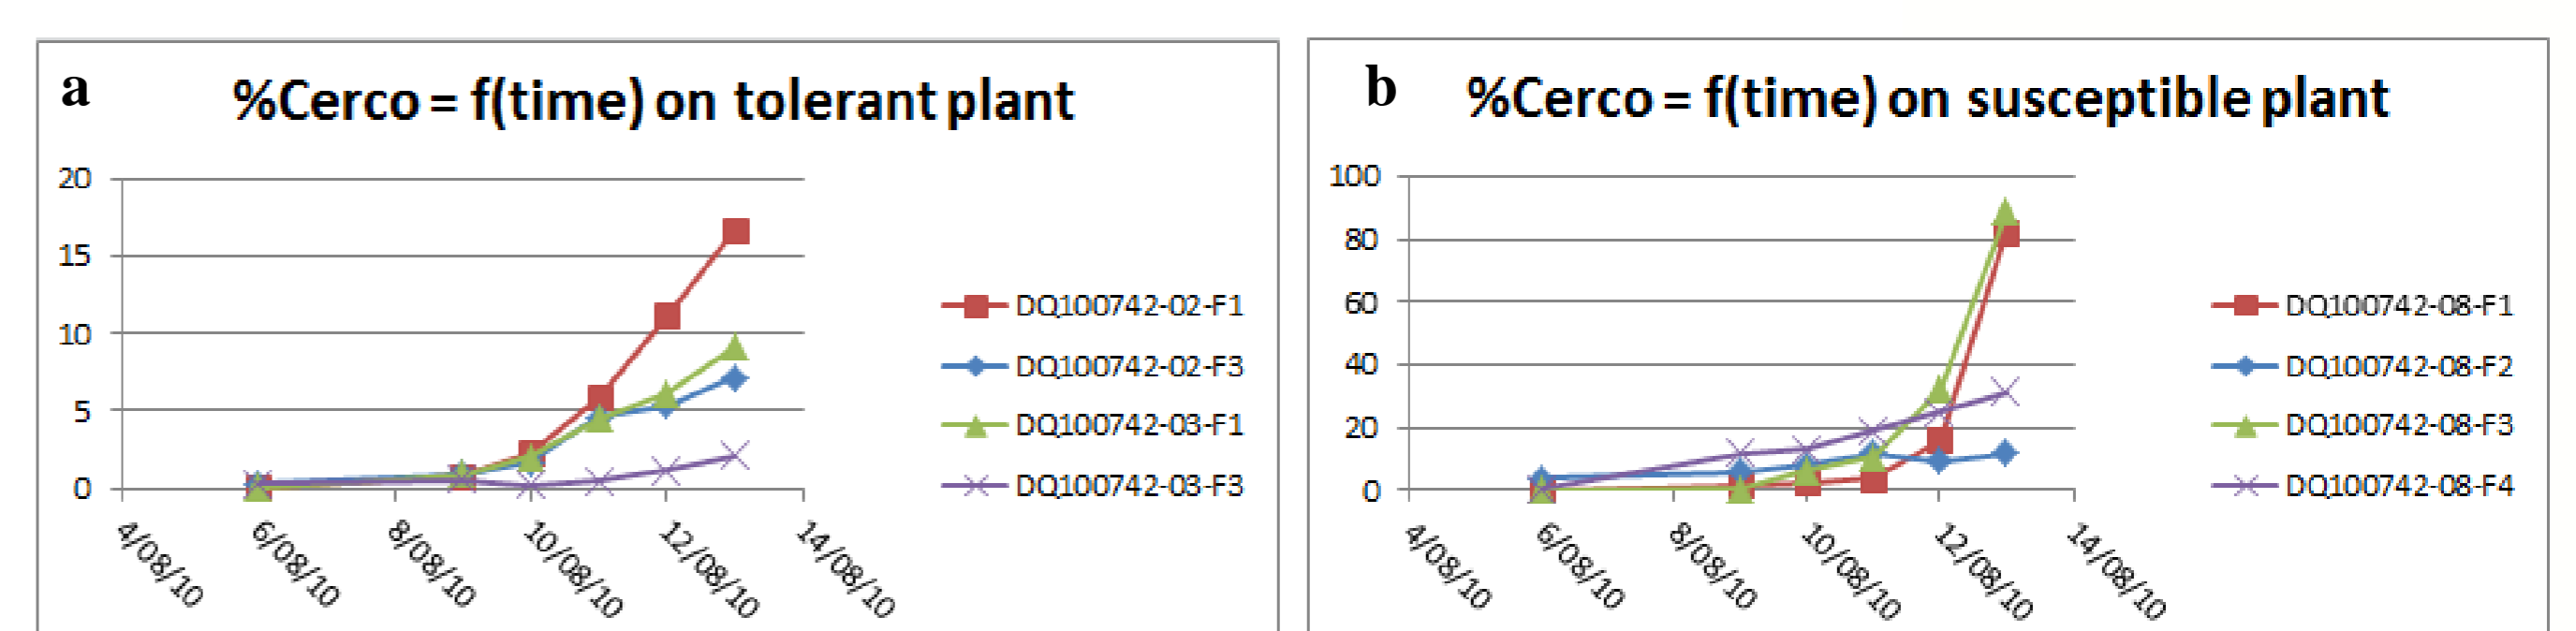 a
%Cerco = f(time) on tolerant plant
20
15
10
5
0
4/08/10
6/08/10
8/08/10
10/08/10
12/08/10
14/08/10
DQ100742-02-F1
DQ100742-02-F3
DQ100742-03-F1
DQ100742-03-F3
b
%Cerco = f(time) on susceptible plant
100
80
60
40
20
0
4/08/10
6/08/10
8/08/10
10/08/10
12/08/10
14/08/10
DQ100742-08-F1
DQ100742-08-F2
DQ100742-08-F3
DQ100742-08-F4